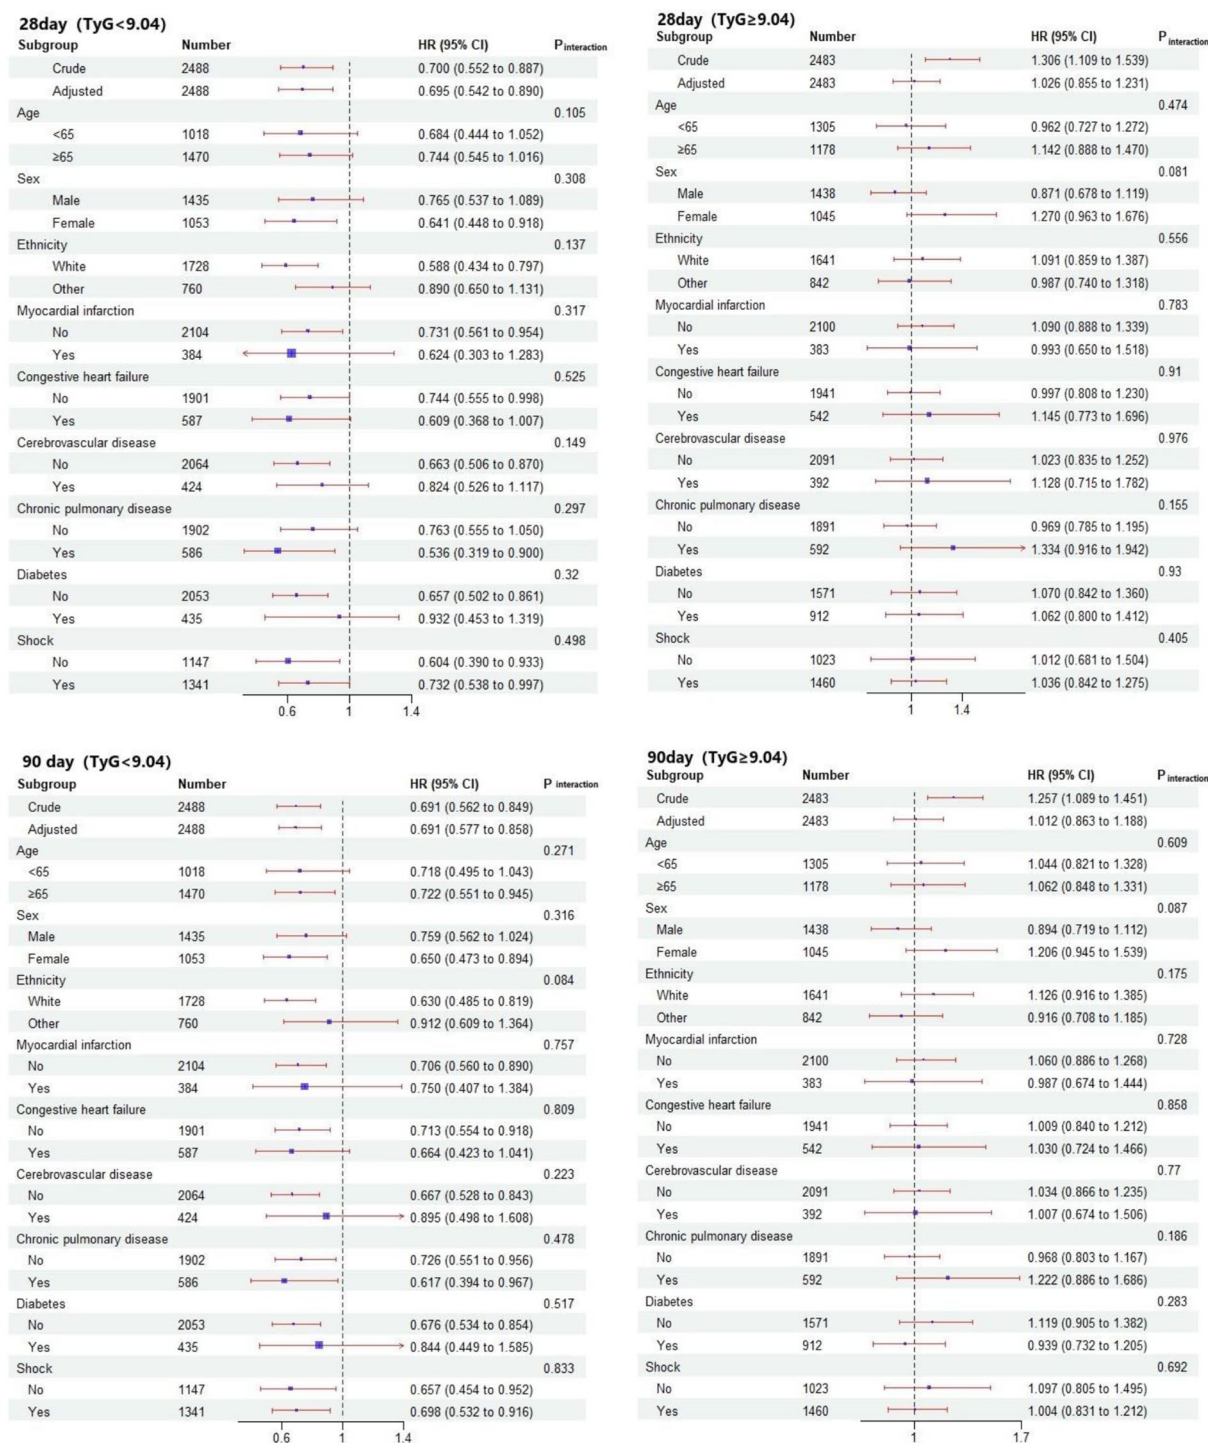 28day (TyG<9.04)
Subgroup Number HR (95% CI) P interaction
Crude 2488 0.700 (0.552 to 0.887)
Adjusted 2488 0.695 (0.542 to 0.890)
Age 0.105
<65 1018 0.684 (0.444 to 1.052)
≥65 1470 0.744 (0.545 to 1.016)
Sex 0.308
Male 1435 0.765 (0.537 to 1.089)
Female 1053 0.641 (0.448 to 0.918)
Ethnicity 0.137
White 1728 0.588 (0.434 to 0.797)
Other 760 0.890 (0.650 to 1.131)
Myocardial infarction 0.317
No 2104 0.731 (0.561 to 0.954)
Yes 384 0.624 (0.303 to 1.283)
Congestive heart failure 0.525
No 1901 0.744 (0.555 to 0.998)
Yes 587 0.609 (0.368 to 1.007)
Cerebrovascular disease 0.149
No 2064 0.663 (0.506 to 0.870)
Yes 424 0.824 (0.526 to 1.117)
Chronic pulmonary disease 0.297
No 1902 0.763 (0.555 to 1.050)
Yes 586 0.536 (0.319 to 0.900)
Diabetes 0.32
No 2053 0.657 (0.502 to 0.861)
Yes 435 0.932 (0.453 to 1.319)
Shock 0.498
No 1147 0.604 (0.390 to 0.933)
Yes 1341 0.732 (0.538 to 0.997)
0.6 1 1.4
28day (TyG≥9.04)
Subgroup Number HR (95% CI) P interaction
Crude 2483 1.306 (1.109 to 1.539)
Adjusted 2483 1.026 (0.855 to 1.231)
Age 0.474
<65 1305 0.962 (0.727 to 1.272)
≥65 1178 1.142 (0.888 to 1.470)
Sex 0.081
Male 1438 0.871 (0.678 to 1.119)
Female 1045 1.270 (0.963 to 1.676)
Ethnicity 0.556
White 1641 1.091 (0.859 to 1.387)
Other 842 0.987 (0.740 to 1.318)
Myocardial infarction 0.783
No 2100 1.090 (0.888 to 1.339)
Yes 383 0.993 (0.650 to 1.518)
Congestive heart failure 0.91
No 1941 0.997 (0.808 to 1.230)
Yes 542 1.145 (0.773 to 1.696)
Cerebrovascular disease 0.976
No 2091 1.023 (0.835 to 1.252)
Yes 392 1.128 (0.715 to 1.782)
Chronic pulmonary disease 0.155
No 1891 0.969 (0.785 to 1.195)
Yes 592 1.334 (0.916 to 1.942)
Diabetes 0.93
No 1571 1.070 (0.842 to 1.360)
Yes 912 1.062 (0.800 to 1.412)
Shock 0.405
No 1023 1.012 (0.681 to 1.504)
Yes 1460 1.036 (0.842 to 1.275)
1 1.4
90 day (TyG<9.04)
Subgroup Number HR (95% CI) P interaction
Crude 2488 0.691 (0.562 to 0.849)
Adjusted 2488 0.691 (0.577 to 0.858)
Age 0.271
<65 1018 0.718 (0.495 to 1.043)
≥65 1470 0.722 (0.551 to 0.945)
Sex 0.316
Male 1435 0.759 (0.562 to 1.024)
Female 1053 0.650 (0.473 to 0.894)
Ethnicity 0.084
White 1728 0.630 (0.485 to 0.819)
Other 760 0.912 (0.609 to 1.364)
Myocardial infarction 0.757
No 2104 0.706 (0.560 to 0.890)
Yes 384 0.750 (0.407 to 1.384)
Congestive heart failure 0.809
No 1901 0.713 (0.554 to 0.918)
Yes 587 0.664 (0.423 to 1.041)
Cerebrovascular disease 0.223
No 2064 0.667 (0.528 to 0.843)
Yes 424 0.895 (0.498 to 1.608)
Chronic pulmonary disease 0.478
No 1902 0.726 (0.551 to 0.956)
Yes 586 0.617 (0.394 to 0.967)
Diabetes 0.517
No 2053 0.676 (0.534 to 0.854)
Yes 435 0.844 (0.449 to 1.585)
Shock 0.833
No 1147 0.657 (0.454 to 0.952)
Yes 1341 0.698 (0.532 to 0.916)
0.6 1 1.4
90day (TyG≥9.04)
Subgroup Number HR (95% CI) P interaction
Crude 2483 1.257 (1.089 to 1.451)
Adjusted 2483 1.012 (0.863 to 1.188)
Age 0.609
<65 1305 1.044 (0.821 to 1.328)
≥65 1178 1.062 (0.848 to 1.331)
Sex 0.087
Male 1438 0.894 (0.719 to 1.112)
Female 1045 1.206 (0.945 to 1.539)
Ethnicity 0.175
White 1641 1.126 (0.916 to 1.385)
Other 842 0.916 (0.708 to 1.185)
Myocardial infarction 0.728
No 2100 1.060 (0.886 to 1.268)
Yes 383 0.987 (0.674 to 1.444)
Congestive heart failure 0.858
No 1941 1.009 (0.840 to 1.212)
Yes 542 1.030 (0.724 to 1.466)
Cerebrovascular disease 0.77
No 2091 1.034 (0.866 to 1.235)
Yes 392 1.007 (0.674 to 1.506)
Chronic pulmonary disease 0.186
No 1891 0.968 (0.803 to 1.167)
Yes 592 1.222 (0.886 to 1.686)
Diabetes 0.283
No 1571 1.119 (0.905 to 1.382)
Yes 912 0.939 (0.732 to 1.205)
Shock 0.692
No 1023 1.097 (0.805 to 1.495)
Yes 1460 1.004 (0.831 to 1.212)
1 1.7